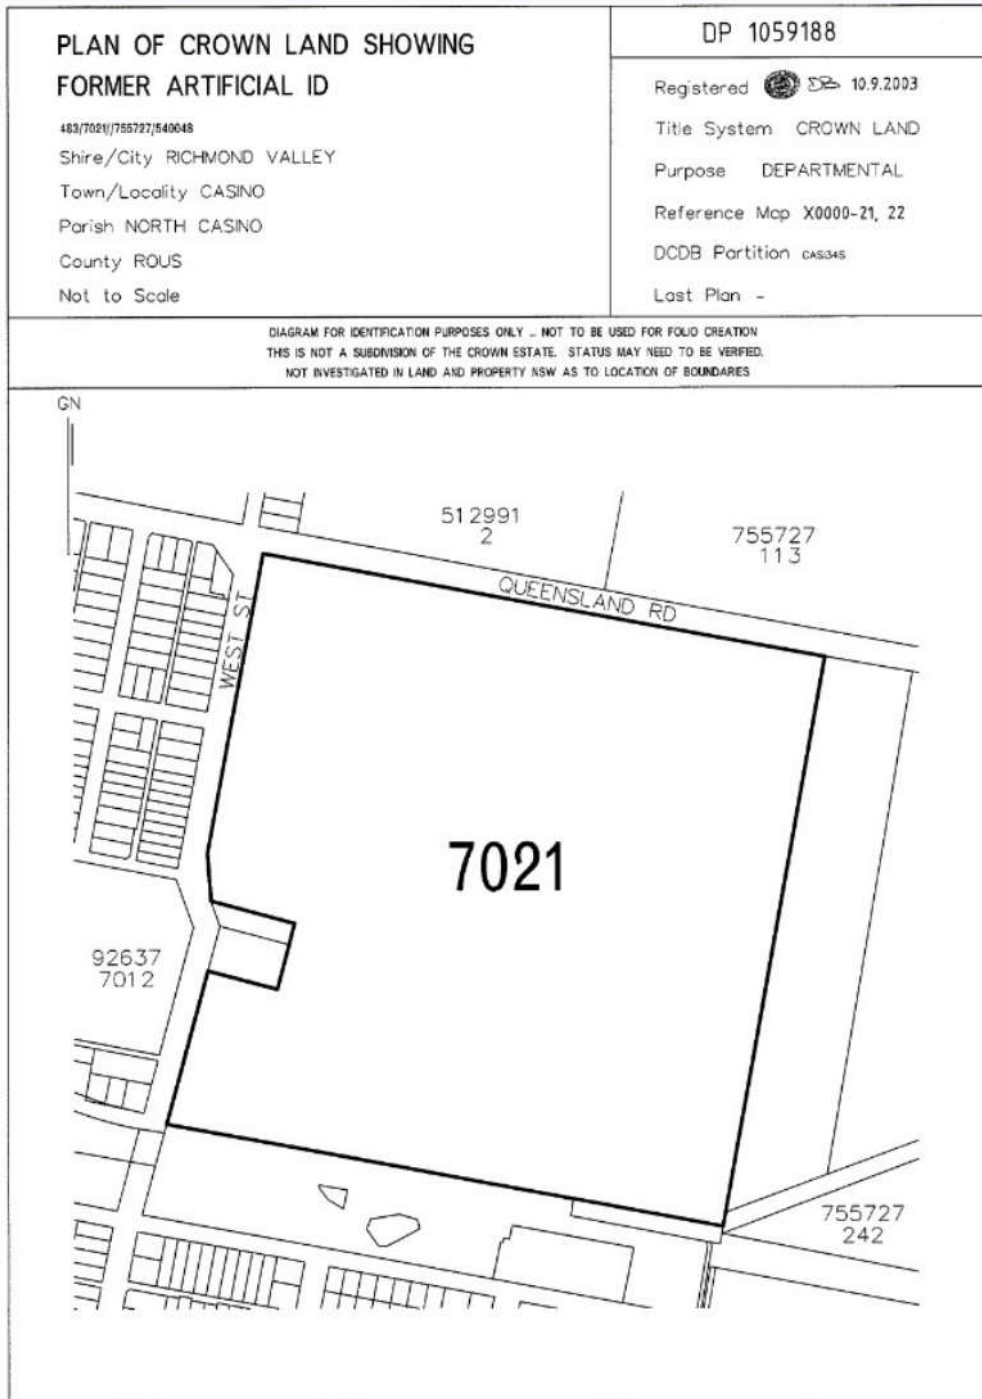 PLAN OF CROWN LAND SHOWING
FORMER ARTIFICIAL ID
483/7021//755727/540048
Shire/City RICHMOND VALLEY
Town/Locality CASINO
Parish NORTH CASINO
County ROUS
Not to Scale
DP 1059188
Registered DB 10.9.2003
Title System CROWN LAND
Purpose DEPARTMENTAL
Reference Map X0000-21, 22
DCDB Partition CAS34S
Last Plan -
DIAGRAM FOR IDENTIFICATION PURPOSES ONLY - NOT TO BE USED FOR FOLIO CREATION
THIS IS NOT A SUBDIVISION OF THE CROWN ESTATE. STATUS MAY NEED TO BE VERIFIED.
NOT INVESTIGATED IN LAND AND PROPERTY NSW AS TO LOCATION OF BOUNDARIES
GN
512991
2
755727
113
QUEENSLAND RD
WEST ST
7021
92637
7012
755727
242